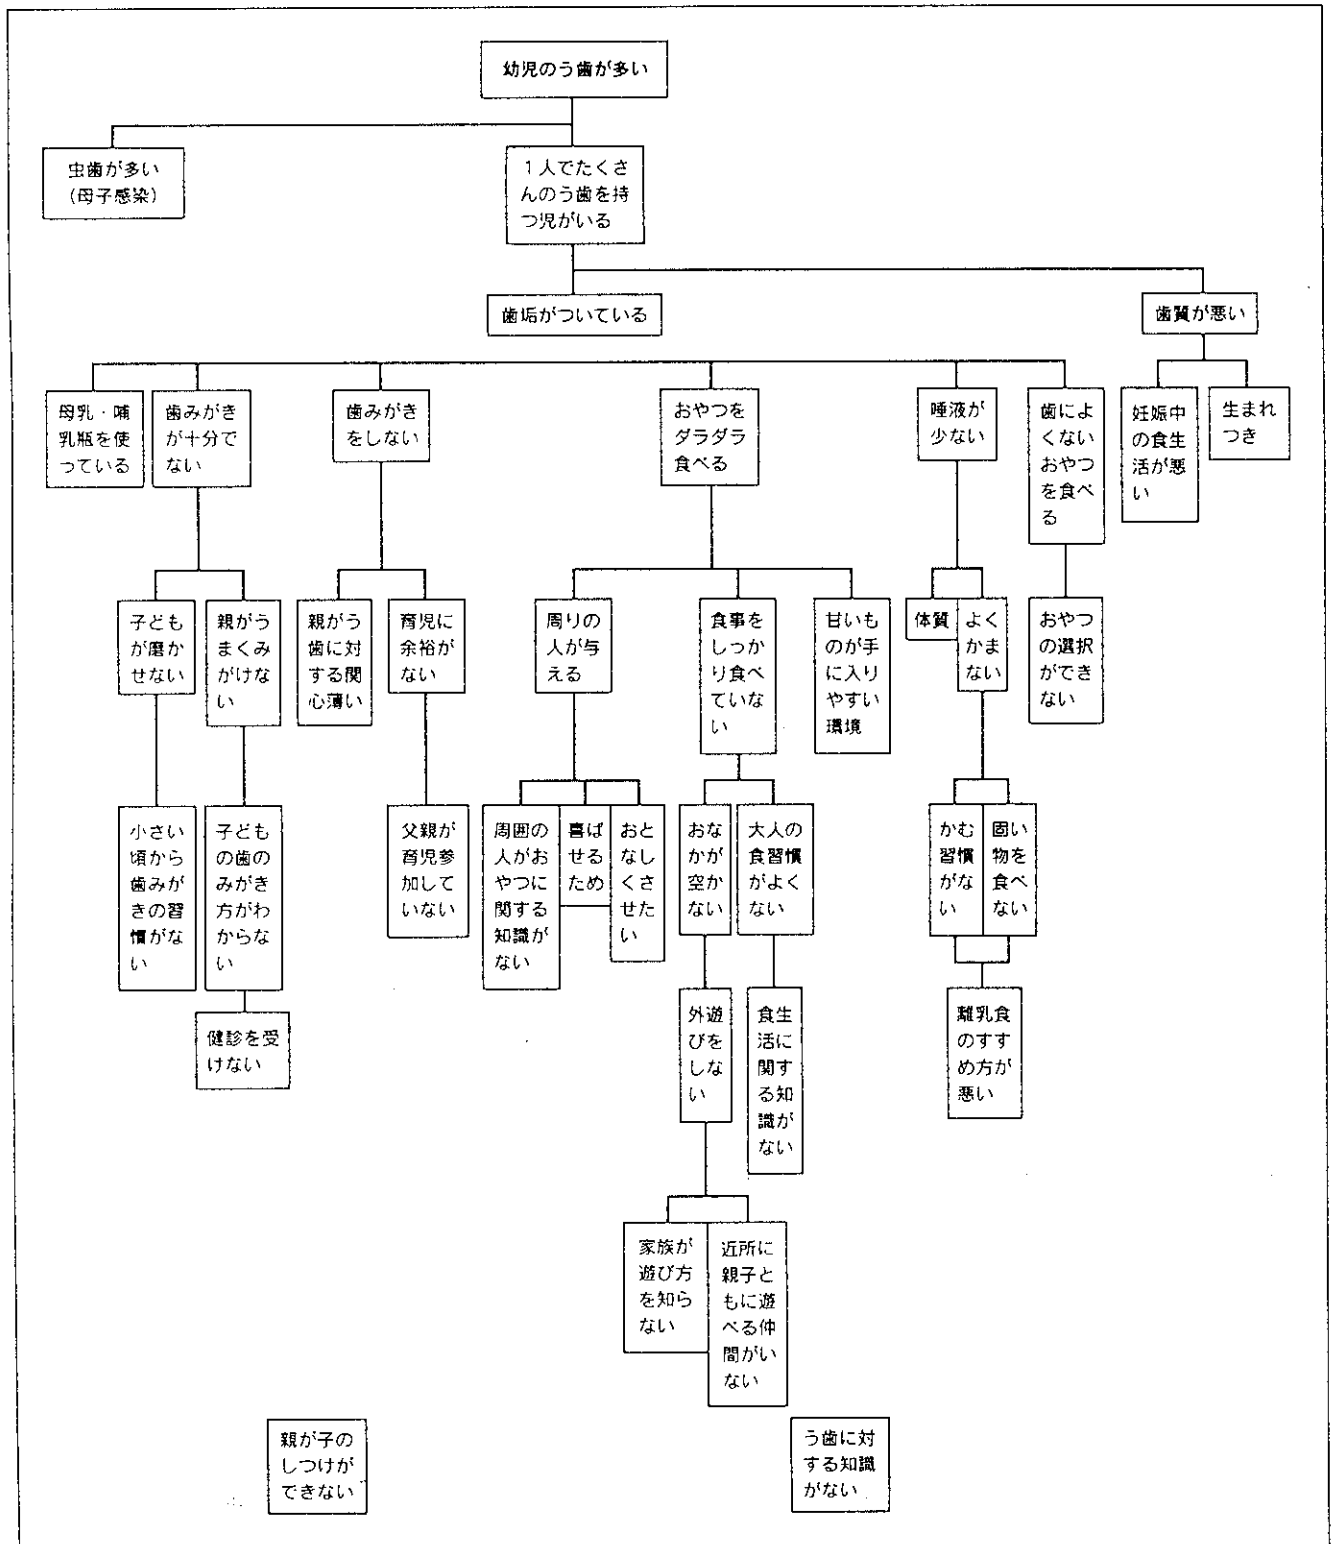 幼児のう歯が多い
虫歯が多い
(母子感染)
1人でたくさ
んのう歯を持
つ児がいる
歯垢がついている
歯質が悪い
母乳・哺
乳瓶を使
っている
歯みがき
が十分で
ない
歯みがき
をしない
おやつを
ダラダラ
食べる
唾液が
少ない
歯によ
くない
おやつ
を食べ
る
妊娠中
の食生
活が悪
い
生まれ
つき
子ども
が磨か
せない
親がう
まくみ
がけな
い
親がう
歯に対
する関
心薄い
育児に
余裕が
ない
周りの
人が与
える
食事を
しっか
り食べ
ていな
い
甘いも
のが手
に入り
やすい
環境
体質
よく
かま
ない
おやつ
の選択
ができ
ない
小さい
頃から
歯みが
きの習
慣がな
い
子ども
の歯の
みがき
方がわ
からな
い
父親が
育児参
加して
いない
周囲の
人がお
やつに
関する
知識が
ない
喜ば
せる
ため
おと
なし
くさ
せた
い
おな
かが
空か
ない
大人の
食習慣
がよく
ない
かむ
習慣
がな
い
固い
物を
食べ
ない
健診を受
けない
外遊
びを
しな
い
食生
活に
関す
る知
識が
ない
離乳食
のすす
め方が
悪い
家族が
遊び方
を知ら
ない
近所に
親子と
もに遊
べる仲
間がい
ない
親が子の
しつけが
できない
う歯に対
する知識
がない